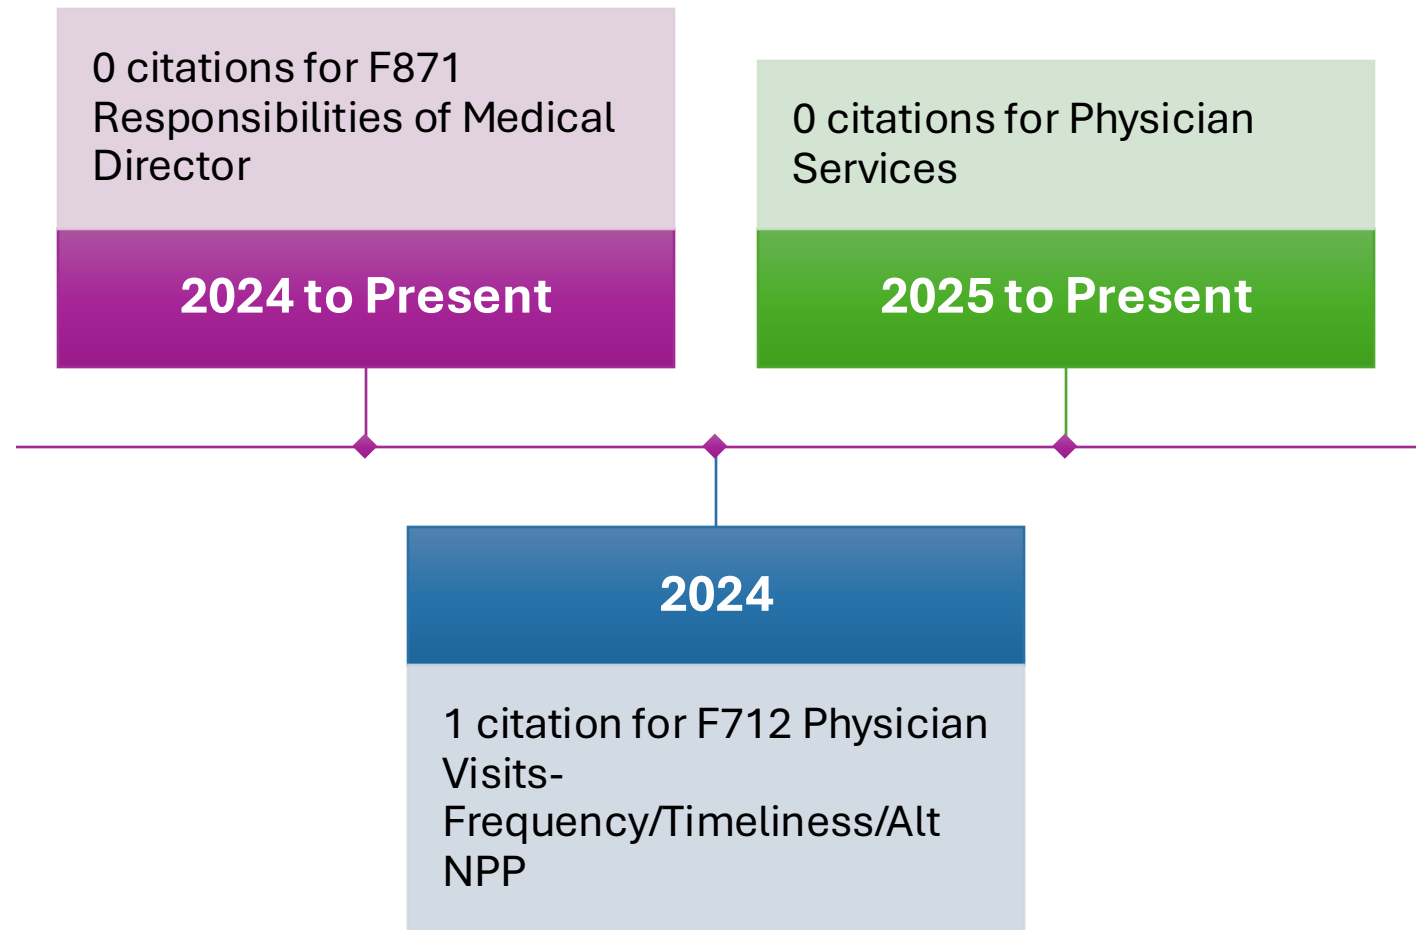 0 citations for F871
Responsibilities of Medical
Director
2024 to Present
0 citations for Physician
Services
2025 to Present
2024
1 citation for F712 Physician
Visits-
Frequency/Timeliness/Alt
NPP